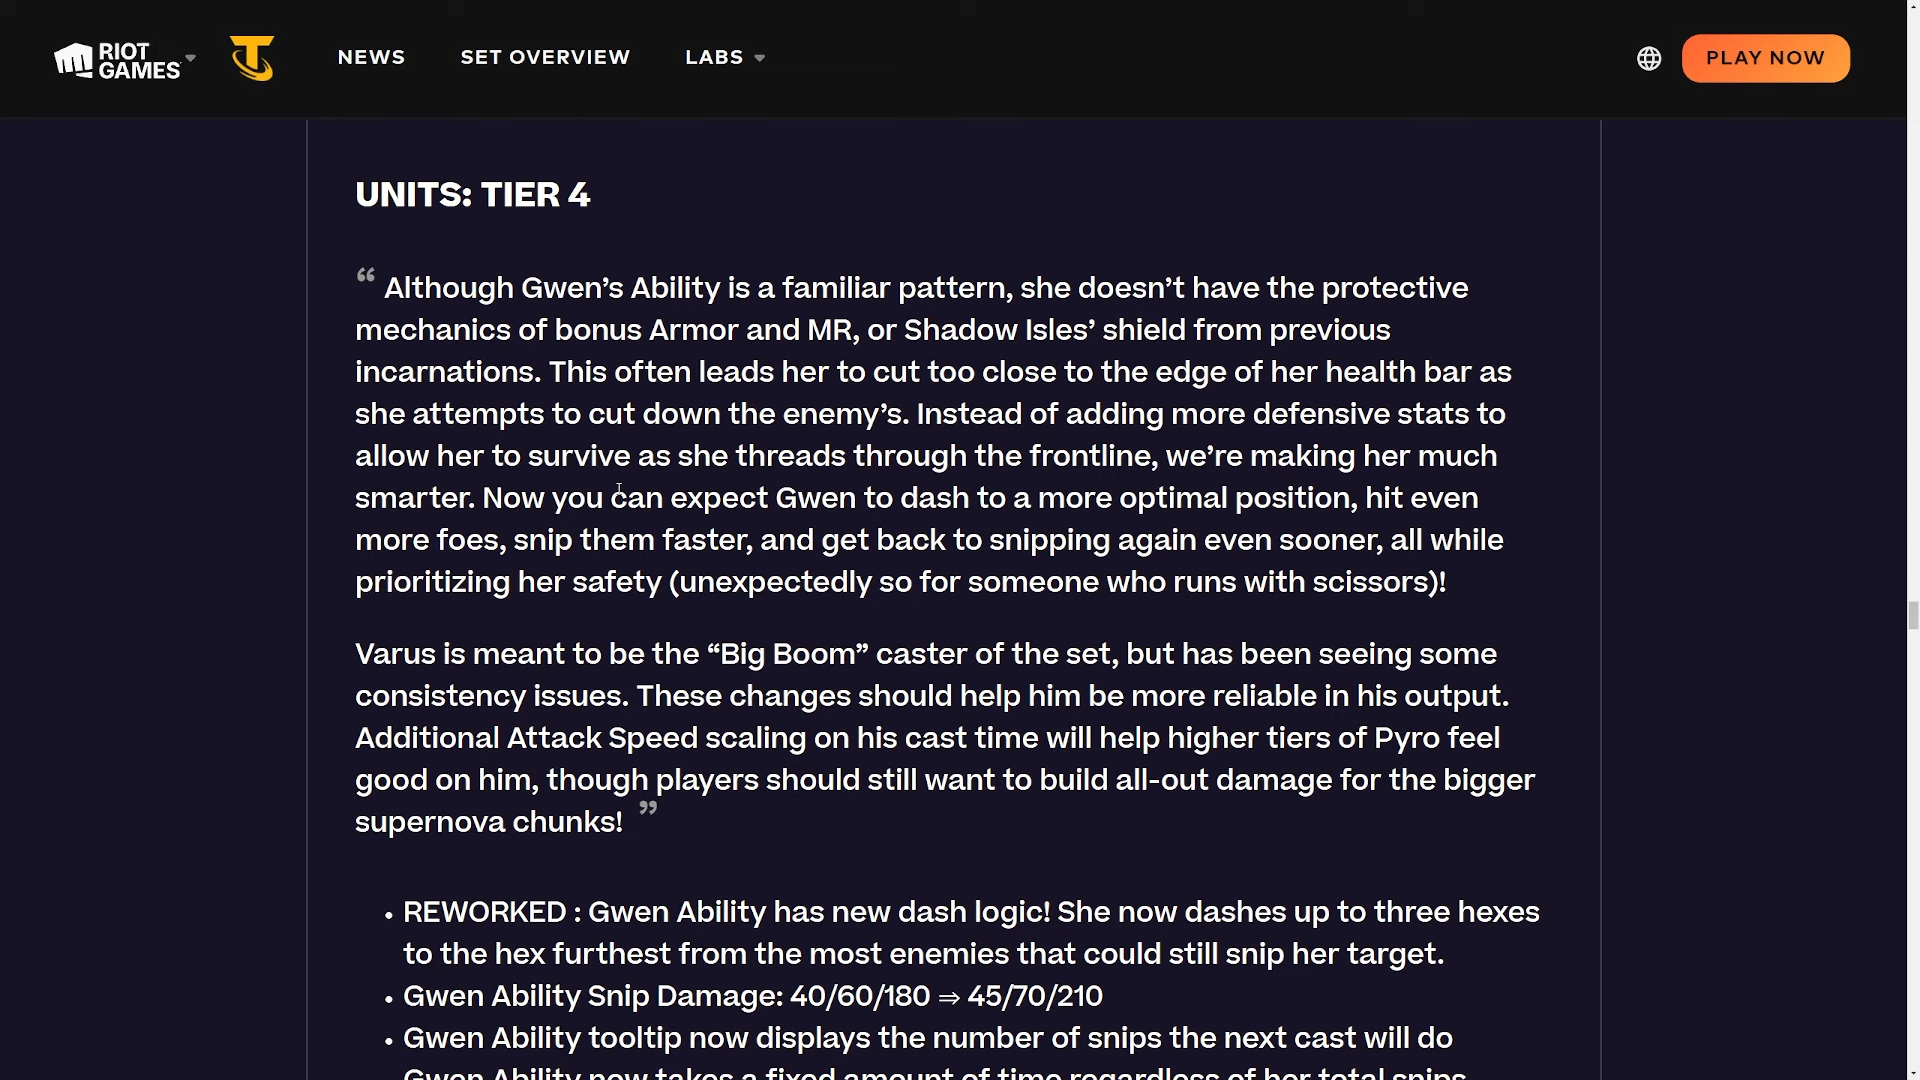 RIOT GAMES
NEWS
SET OVERVIEW
LABS
PLAY NOW
UNITS: TIER 4
“ Although Gwen’s Ability is a familiar pattern, she doesn’t have the protective
mechanics of bonus Armor and MR, or Shadow Isles’ shield from previous
incarnations. This often leads her to cut too close to the edge of her health bar as
she attempts to cut down the enemy’s. Instead of adding more defensive stats to
allow her to survive as she threads through the frontline, we’re making her much
smarter. Now you can expect Gwen to dash to a more optimal position, hit even
more foes, snip them faster, and get back to snipping again even sooner, all while
prioritizing her safety (unexpectedly so for someone who runs with scissors)!
Varus is meant to be the “Big Boom” caster of the set, but has been seeing some
consistency issues. These changes should help him be more reliable in his output.
Additional Attack Speed scaling on his cast time will help higher tiers of Pyro feel
good on him, though players should still want to build all-out damage for the bigger
supernova chunks! ”
• REWORKED : Gwen Ability has new dash logic! She now dashes up to three hexes
to the hex furthest from the most enemies that could still snip her target.
• Gwen Ability Snip Damage: 40/60/180 ⇒ 45/70/210
• Gwen Ability tooltip now displays the number of snips the next cast will do
Gwen Ability now takes a fixed amount of time regardless of her total snips